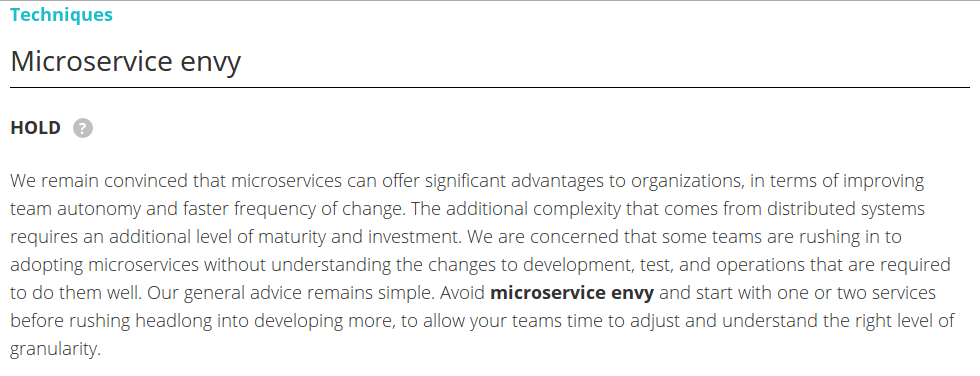 Techniques
Microservice envy
HOLD ?
We remain convinced that microservices can offer significant advantages to organizations, in terms of improving
team autonomy and faster frequency of change. The additional complexity that comes from distributed systems
requires an additional level of maturity and investment. We are concerned that some teams are rushing in to
adopting microservices without understanding the changes to development, test, and operations that are required
to do them well. Our general advice remains simple. Avoid microservice envy and start with one or two services
before rushing headlong into developing more, to allow your teams time to adjust and understand the right level of
granularity.